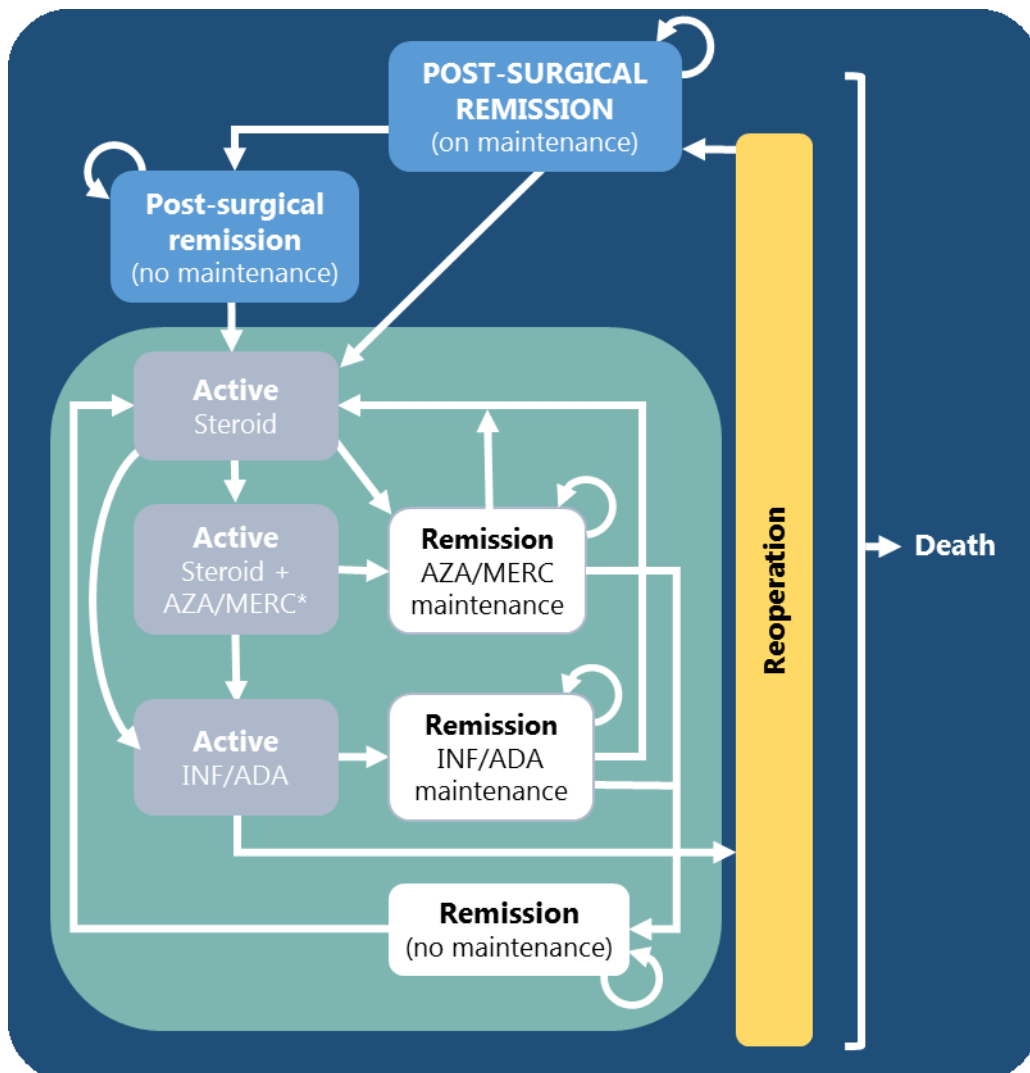 POST-SURGICAL
REMISSION
(on maintenance)
Post-surgical
remission
(no maintenance)
Active
Steroid
Active
Steroid +
AZA/MERC*
Remission
AZA/MERC
maintenance
Active
INF/ADA
Remission
INF/ADA
maintenance
Remission
(no maintenance)
Reoperation
Death